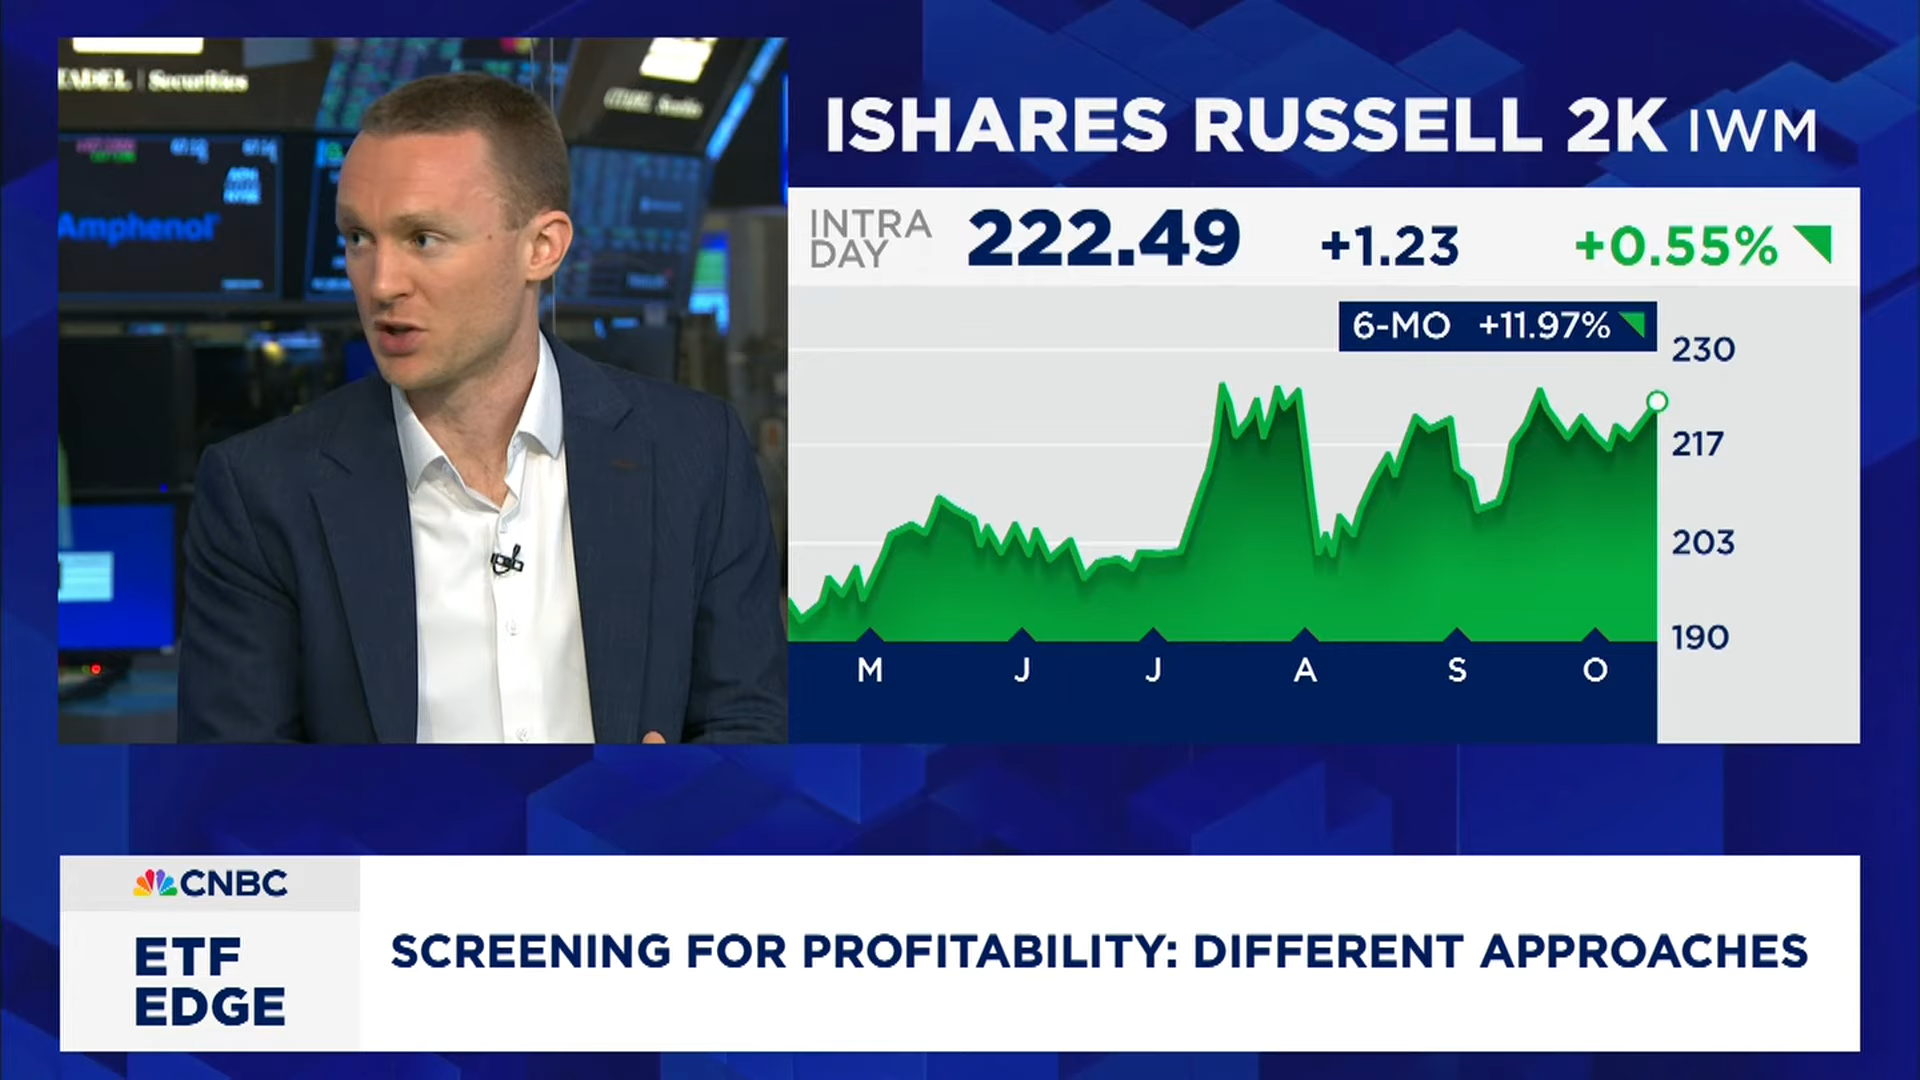 Securities
Amphenol
ISHARES RUSSELL 2K IWM
INTRA
DAY
222.49 +1.23 +0.55%
6-MO +11.97%
230
217
203
190
M J J A S O
CNBC
ETF
EDGE
SCREENING FOR PROFITABILITY: DIFFERENT APPROACHES